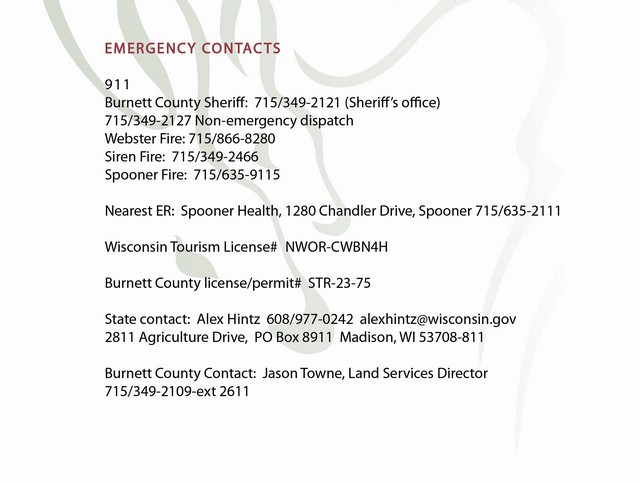 EMERGENCY CONTACTS
911
Burnett County Sheriff:  715/349-2121 (Sheriff's office)
715/349-2127 Non-emergency dispatch
Webster Fire: 715/866-8280
Siren Fire:  715/349-2466
Spooner Fire:  715/635-9115
Nearest ER:  Spooner Health, 1280 Chandler Drive, Spooner 715/635-2111
Wisconsin Tourism License#  NWOR-CWBN4H
Burnett County license/permit#  STR-23-75
State contact:  Alex Hintz  608/977-0242  alexhintz@wisconsin.gov
2811 Agriculture Drive,  PO Box 8911  Madison, WI 53708-811
Burnett County Contact:  Jason Towne, Land Services Director
715/349-2109-ext 2611